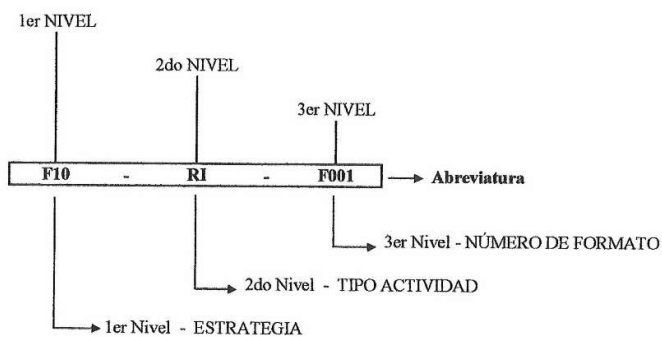 1er NIVEL
2do NIVEL
3er NIVEL
F10 - RI - F001 Abreviatura
3er Nivel - NÚMERO DE FORMATO
2do Nivel - TIPO ACTIVIDAD
1er Nivel - ESTRATEGIA